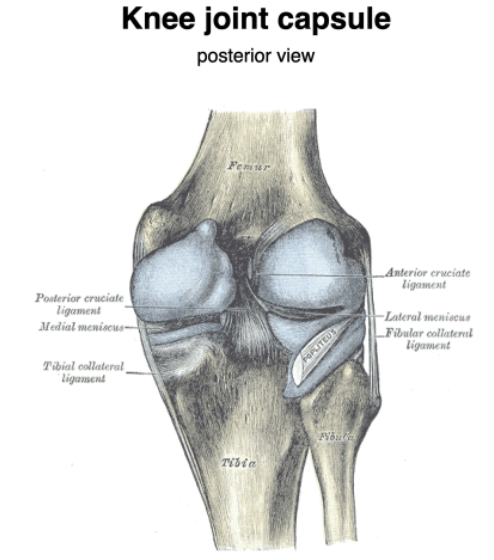 Knee joint capsule
posterior view
Femur
Anterior cruciate
ligament
Posterior cruciate
ligament
Lateral meniscus
Medial meniscus
Fibular collateral
ligament
POPLITEUS
Tibial collateral
ligament
Fibula
Tibia